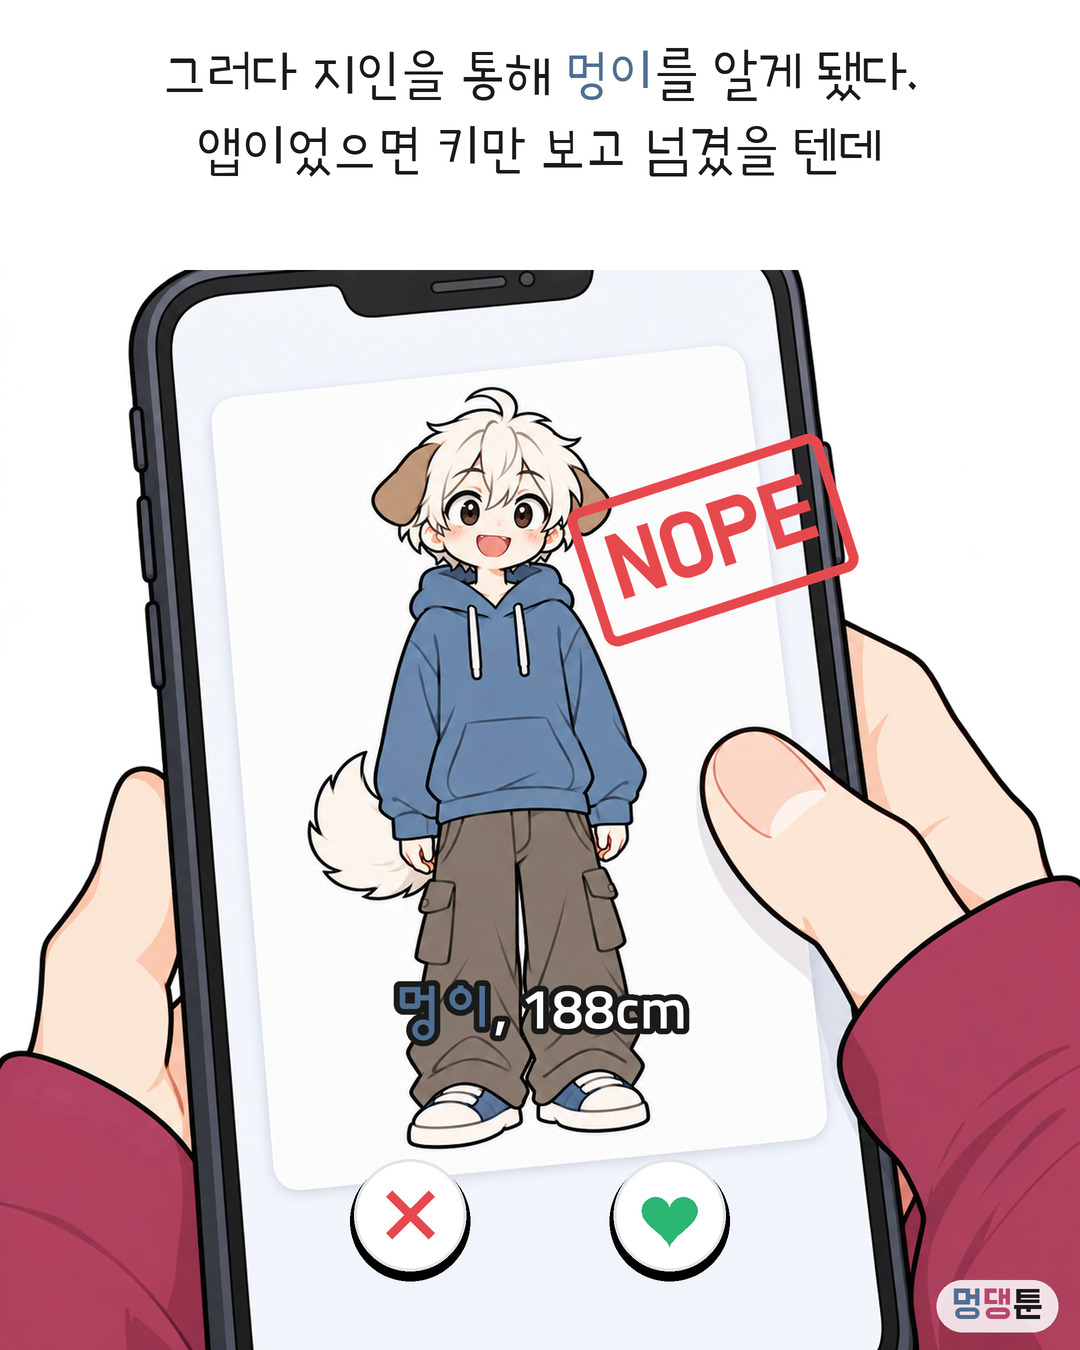 그러다 지인을 통해 멍이를 알게 됐다.
앱이었으면 키만 보고 넘겼을 텐데
NOPE
멍이, 188cm
멍댕툰